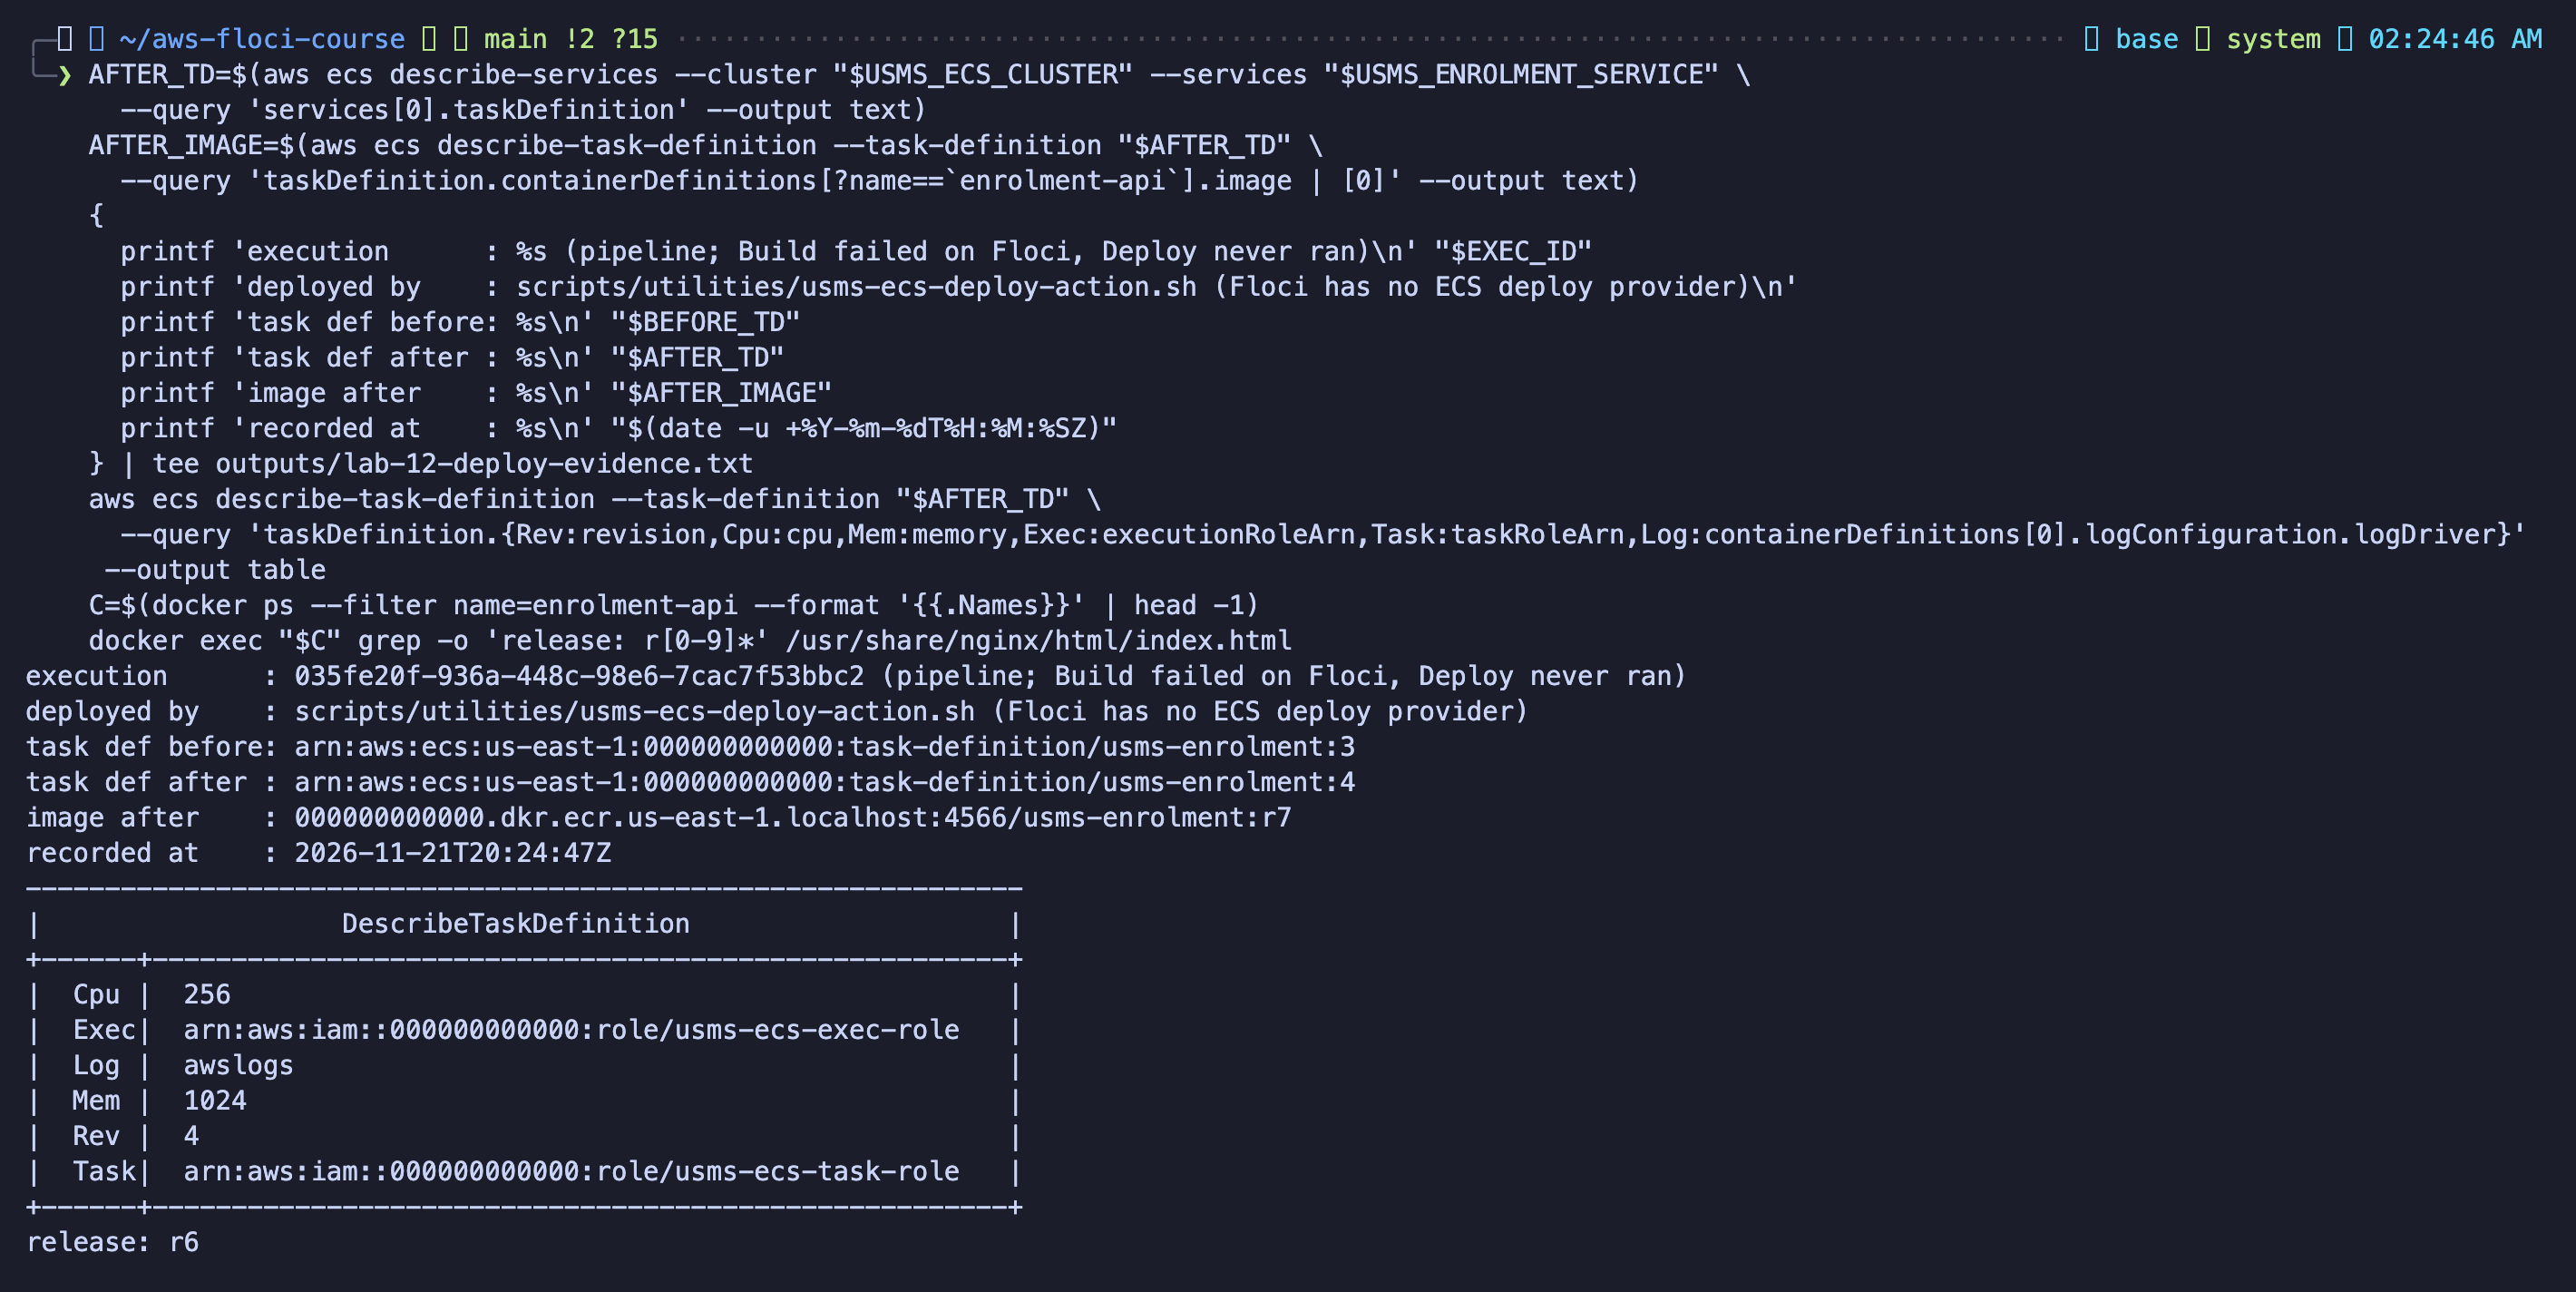 ~/aws-floci-course main !2 ?15 base system 02:24:46 AM
❯ AFTER_TD=$(aws ecs describe-services --cluster "$USMS_ECS_CLUSTER" --services "$USMS_ENROLMENT_SERVICE" \
--query 'services[0].taskDefinition' --output text)
AFTER_IMAGE=$(aws ecs describe-task-definition --task-definition "$AFTER_TD" \
--query 'taskDefinition.containerDefinitions[?name==`enrolment-api`].image | [0]' --output text)
{
printf 'execution      : %s (pipeline; Build failed on Floci, Deploy never ran)\n' "$EXEC_ID"
printf 'deployed by    : scripts/utilities/usms-ecs-deploy-action.sh (Floci has no ECS deploy provider)\n'
printf 'task def before: %s\n' "$BEFORE_TD"
printf 'task def after : %s\n' "$AFTER_TD"
printf 'image after    : %s\n' "$AFTER_IMAGE"
printf 'recorded at    : %s\n' "$(date -u +%Y-%m-%dT%H:%M:%SZ)"
} | tee outputs/lab-12-deploy-evidence.txt
aws ecs describe-task-definition --task-definition "$AFTER_TD" \
--query 'taskDefinition.{Rev:revision,Cpu:cpu,Mem:memory,Exec:executionRoleArn,Task:taskRoleArn,Log:containerDefinitions[0].logConfiguration.logDriver}'
--output table
C=$(docker ps --filter name=enrolment-api --format '{{.Names}}' | head -1)
docker exec "$C" grep -o 'release: r[0-9]*' /usr/share/nginx/html/index.html
execution      : 035fe20f-936a-448c-98e6-7cac7f53bbc2 (pipeline; Build failed on Floci, Deploy never ran)
deployed by    : scripts/utilities/usms-ecs-deploy-action.sh (Floci has no ECS deploy provider)
task def before: arn:aws:ecs:us-east-1:000000000000:task-definition/usms-enrolment:3
task def after : arn:aws:ecs:us-east-1:000000000000:task-definition/usms-enrolment:4
image after    : 000000000000.dkr.ecr.us-east-1.localhost:4566/usms-enrolment:r7
recorded at    : 2026-11-21T20:24:47Z
---------------------------------------------------------------
|                   DescribeTaskDefinition                    |
+------+------------------------------------------------------+
|  Cpu |  256                                                 |
|  Exec|  arn:aws:iam::000000000000:role/usms-ecs-exec-role   |
|  Log |  awslogs                                             |
|  Mem |  1024                                                |
|  Rev |  4                                                   |
|  Task|  arn:aws:iam::000000000000:role/usms-ecs-task-role   |
+------+------------------------------------------------------+
release: r6